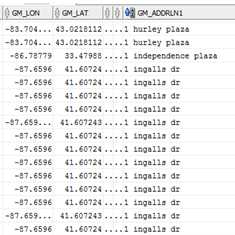 GM_LON GM_LAT GM_ADDRLN1
-83.704... 43.0218112 ...1 hurley plaza
-83.704... 43.0218112 ...1 hurley plaza
-86.78779 33.47988 ...1 independence plaza
-87.6596 41.60724 ...1 ingalls dr
-87.6596 41.60724 ...1 ingalls dr
-87.6596 41.60724 ...1 ingalls dr
-87.659... 41.607243 ...1 ingalls dr
-87.6596 41.60724 ...1 ingalls dr
-87.6596 41.60724 ...1 ingalls dr
-87.6596 41.60724 ...1 ingalls dr
-87.6596 41.60724 ...1 ingalls dr
-87.6596 41.60724 ...1 ingalls dr
-87.6596 41.60724 ...1 ingalls dr
-87.659... 41.607243 ...1 ingalls dr
-87.6596 41.60724 ...1 ingalls dr